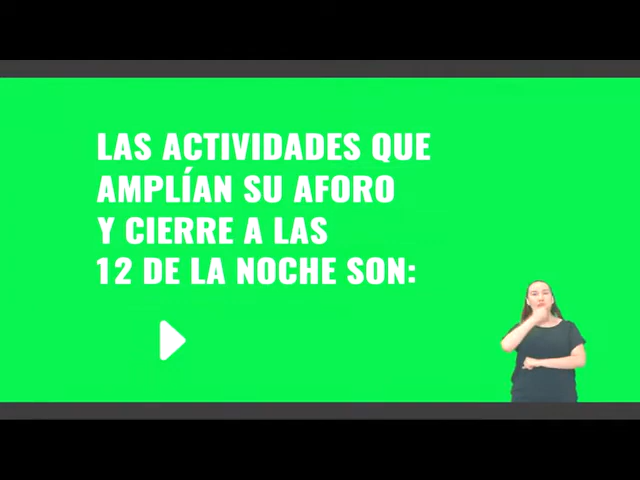 LAS ACTIVIDADES QUE
AMPLÍAN SU AFORO
Y CIERRE A LAS
12 DE LA NOCHE SON: